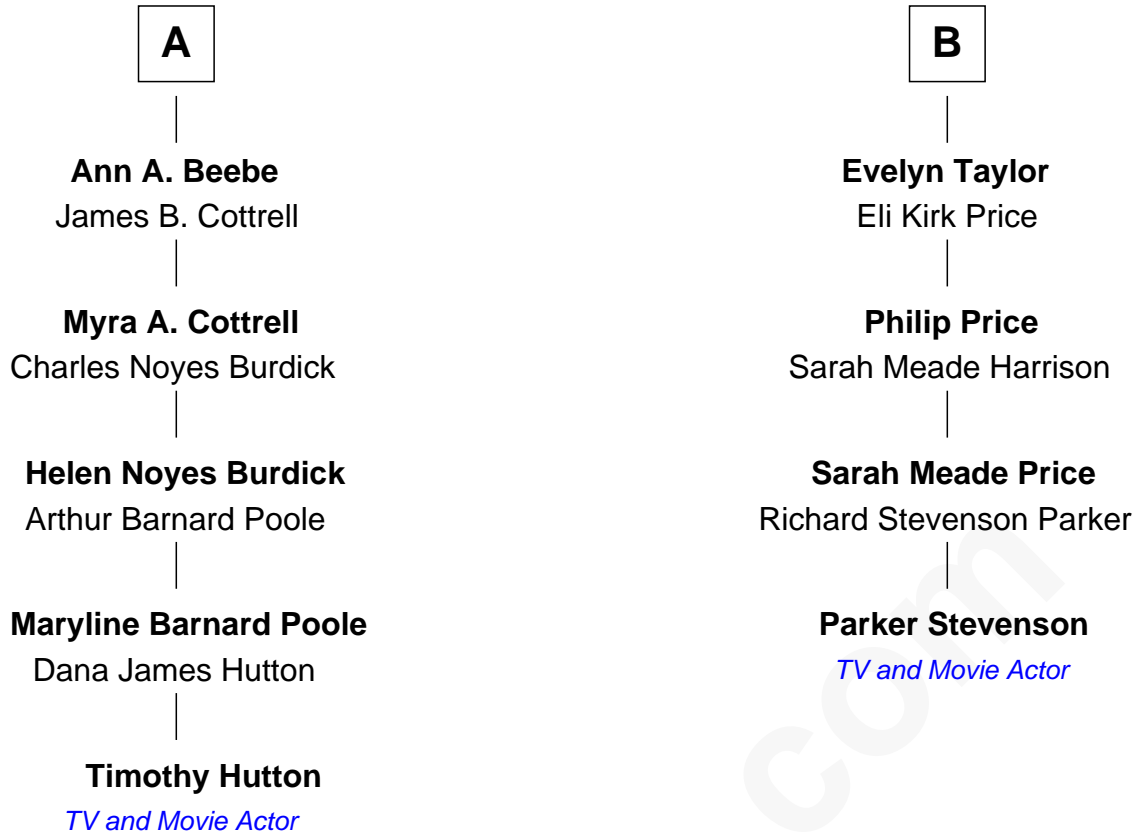 A
Ann A. Beebe
James B. Cottrell
Myra A. Cottrell
Charles Noyes Burdick
Helen Noyes Burdick
Arthur Barnard Poole
Maryline Barnard Poole
Dana James Hutton
Timothy Hutton
TV and Movie Actor
B
Evelyn Taylor
Eli Kirk Price
Philip Price
Sarah Meade Harrison
Sarah Meade Price
Richard Stevenson Parker
Parker Stevenson
TV and Movie Actor
com